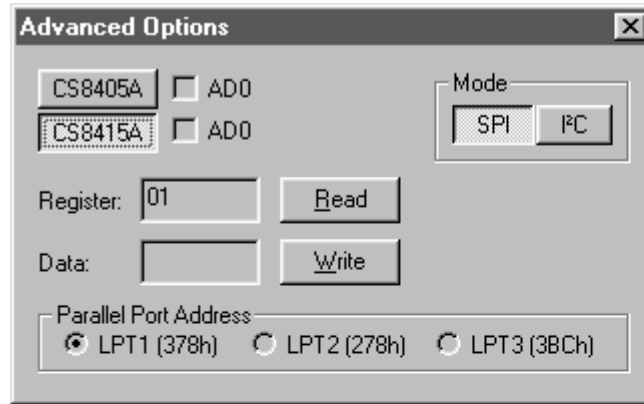 Advanced Options
CS8405A AD0
CS8415A AD0
Mode
SPI I²C
Register: 01 Read
Data: Write
Parallel Port Address
LPT1 (378h) LPT2 (278h) LPT3 (3BCh)